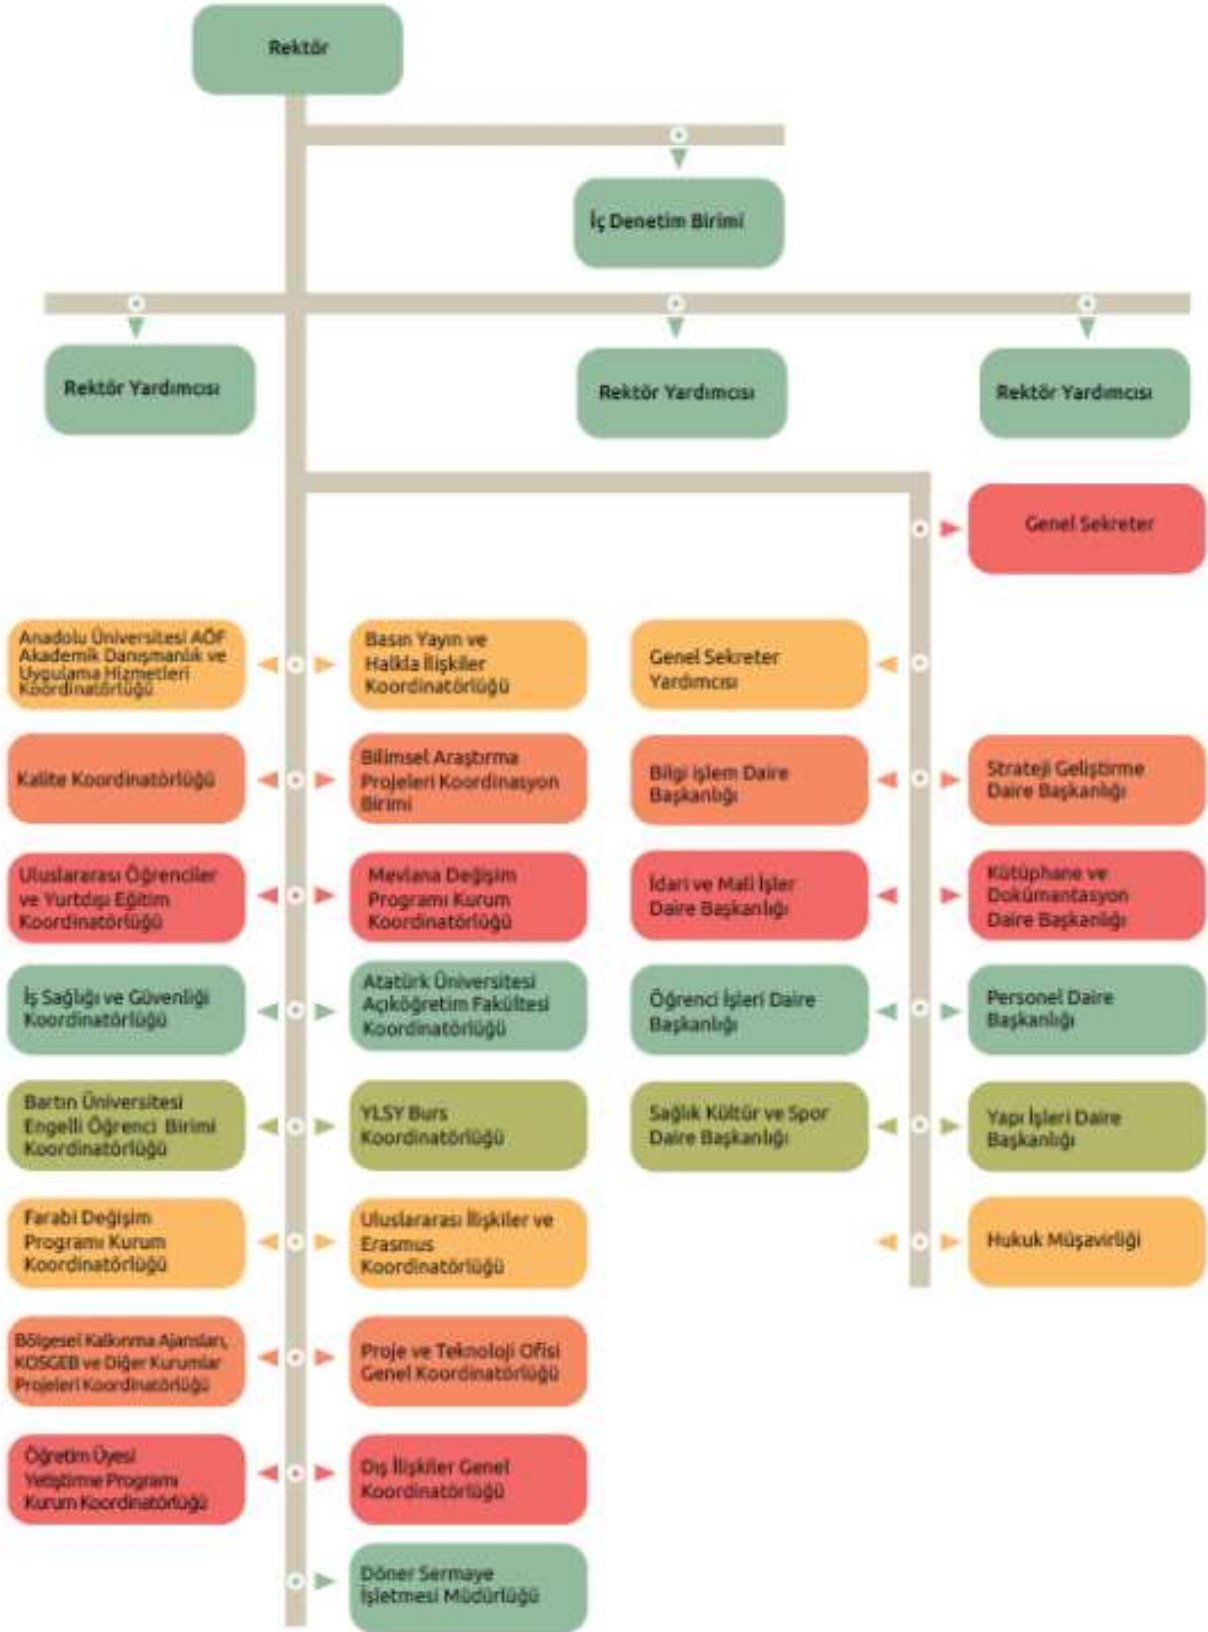 Rektör
İç Denetim Birimi
Rektör Yardımcısı
Rektör Yardımcısı
Rektör Yardımcısı
Genel Sekreter
Anadolu Üniversitesi AÖF
Akademik Danışmanlık ve
Uygulama Hizmetleri
Koordinatörlüğü
Basın Yayın ve
Halkla İlişkiler
Koordinatörlüğü
Genel Sekreter
Yardımcısı
Kalite Koordinatörlüğü
Bilimsel Araştırma
Projeleri Koordinasyon
Birimi
Bilgi işlem Daire
Başkanlığı
Strateji Geliştirme
Daire Başkanlığı
Uluslararası Öğrenciler
ve Yurtdışı Eğitim
Koordinatörlüğü
Mevlana Değişim
Programı Kurum
Koordinatörlüğü
İdari ve Mali İşler
Daire Başkanlığı
Kütüphane ve
Dokümantasyon
Daire Başkanlığı
İş Sağlığı ve Güvenliği
Koordinatörlüğü
Atatürk Üniversitesi
Açıköğretim Fakültesi
Koordinatörlüğü
Öğrenci İşleri Daire
Başkanlığı
Personel Daire
Başkanlığı
Bartın Üniversitesi
Engelli Öğrenci Birimi
Koordinatörlüğü
YLSY Burs
Koordinatörlüğü
Sağlık Kültür ve Spor
Daire Başkanlığı
Yapı İşleri Daire
Başkanlığı
Farabi Değişim
Programı Kurum
Koordinatörlüğü
Uluslararası İlişkiler ve
Erasmus
Koordinatörlüğü
Hukuk Müşavirliği
Bölgesel Kalkınma Ajansları,
KOSGEB ve Diğer Kurumlar
Projeleri Koordinatörlüğü
Proje ve Teknoloji Ofisi
Genel Koordinatörlüğü
Öğretim Üyesi
Yetiştirme Programı
Kurum Koordinatörlüğü
Dış İlişkiler Genel
Koordinatörlüğü
Döner Sermaye
İşletmesi Müdürlüğü